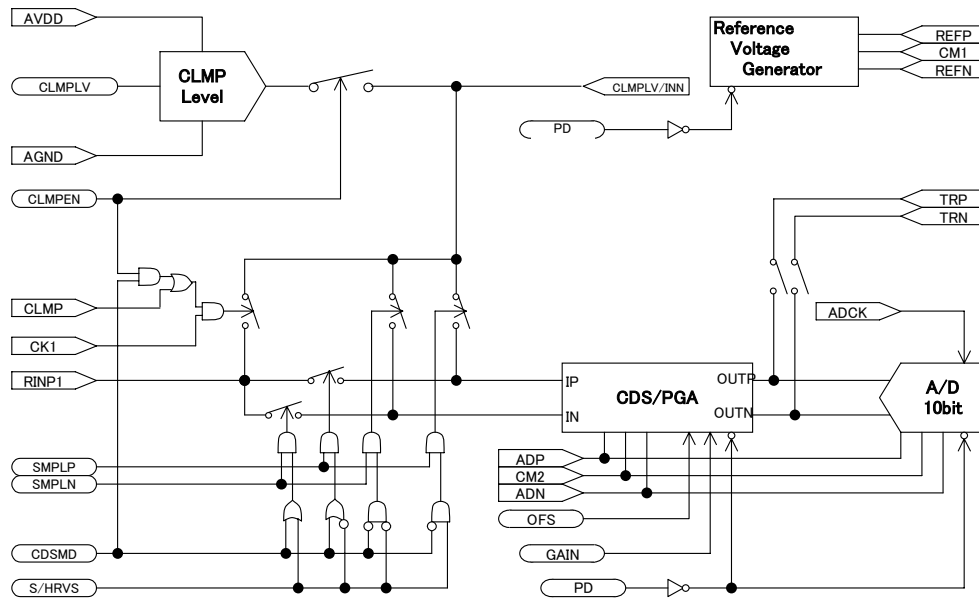 AVDD
CLMPLV
CLMP
Level
AGND
CLMPEN
CLMPLV/INN
Reference
Voltage
Generator
REFP
CM1
REFN
PD
TRP
TRN
CLMP
CK1
RINP1
ADCK
IP
IN
CDS/PGA
OUTP
OUTN
A/D
10bit
SMPLP
SMPLN
ADP
CM2
ADN
OFS
CDSMD
GAIN
S/HRVS
PD